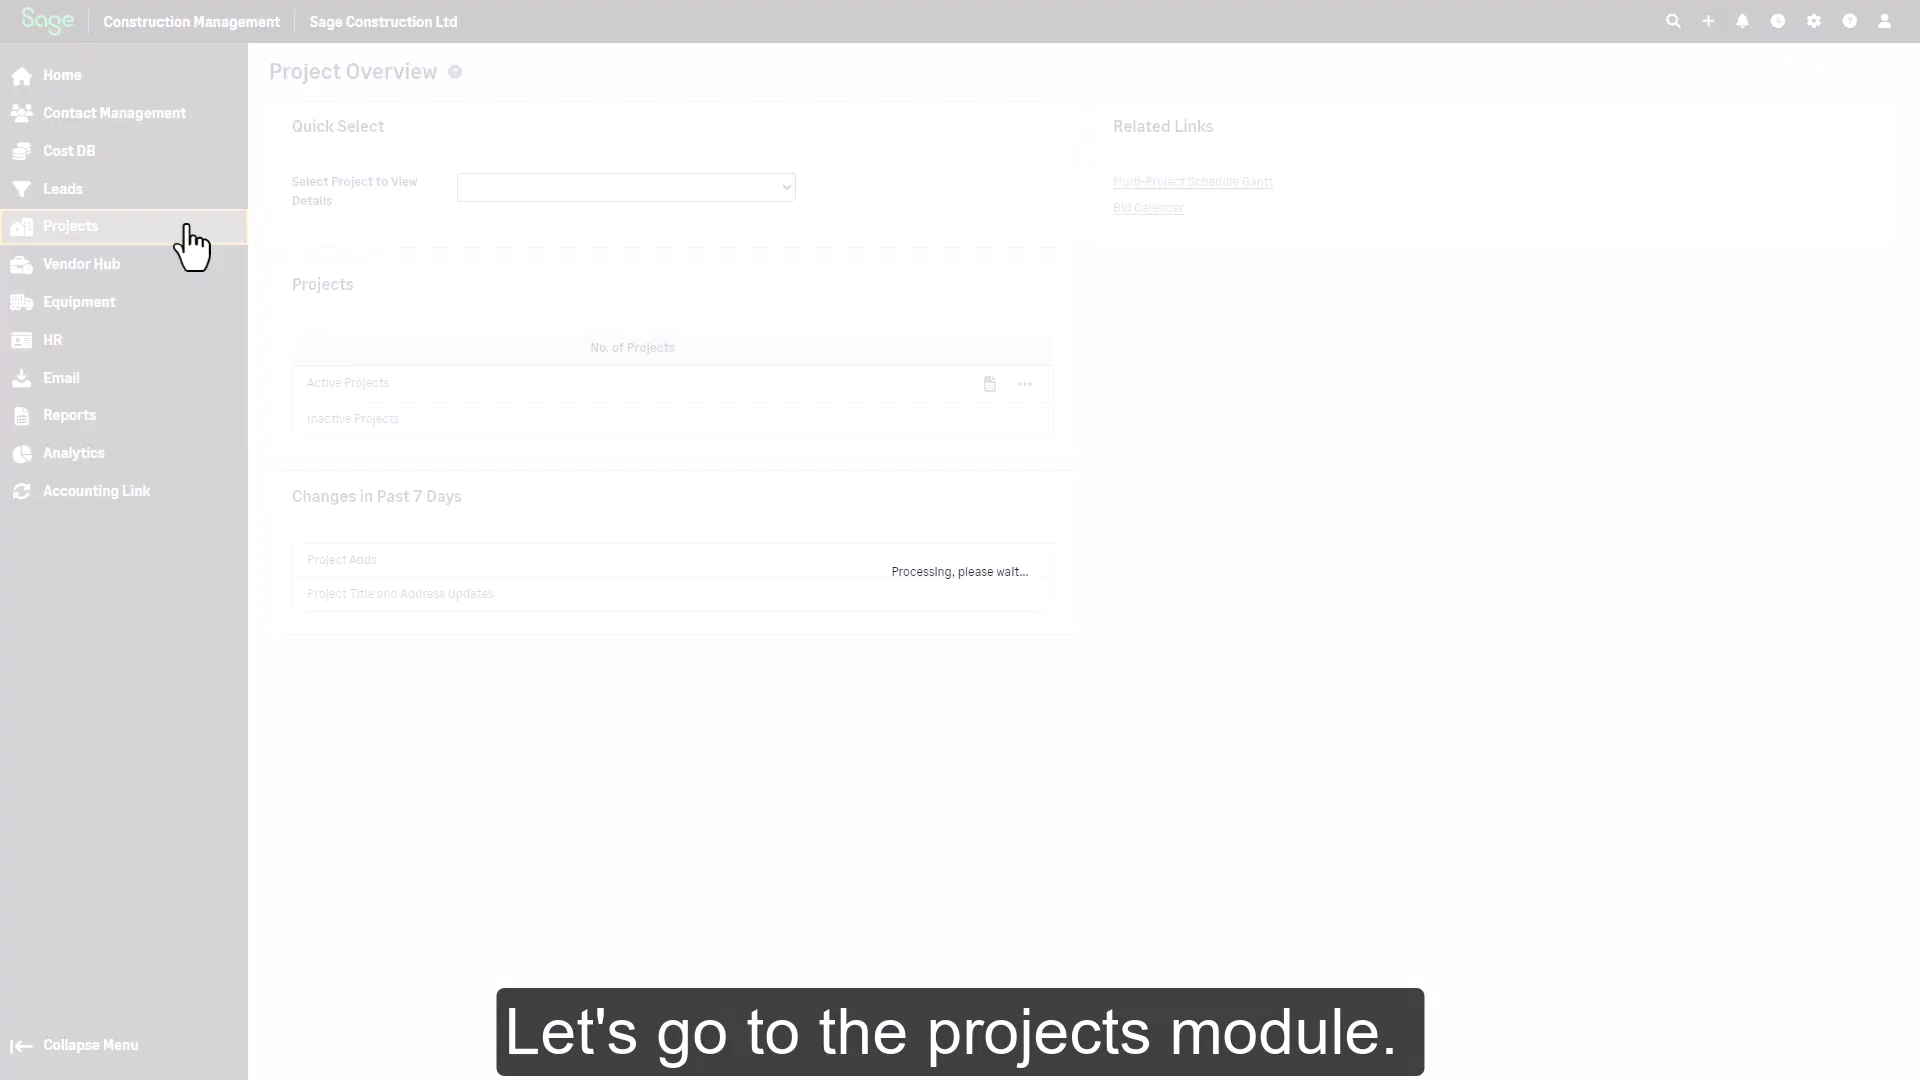 Sage Construction Management Sage Construction Ltd
Home
Contact Management
Cost DB
Leads
Projects
Vendor Hub
Equipment
HR
Email
Reports
Analytics
Accounting Link
Collapse Menu
Project Overview
Quick Select
Select Project to View
Details
Projects
No. of Projects
Active Projects
Inactive Projects
Changes in Past 7 Days
Project Adds
Processing, please wait...
Project Title and Address Updates
Related Links
Multi-Project Schedule Gantt
Bid Calendar
Let's go to the projects module.